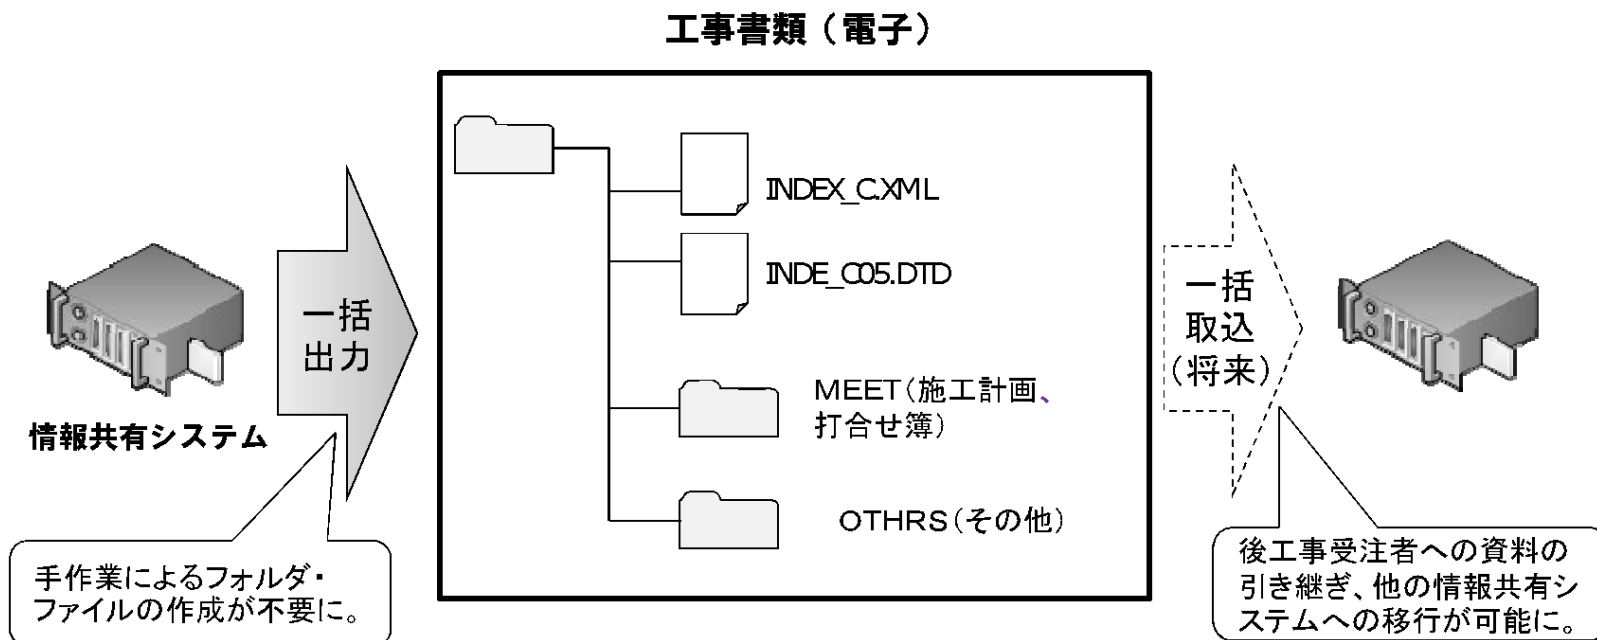 工事書類（電子）
INDEX_C.XML
INDE_C05.DTD
MEET（施工計画、
打合せ簿）
OTHRS（その他）
情報共有システム
一括
出力
手作業によるフォルダ・
ファイルの作成が不要に。
一括
取込
（将来）
後工事受注者への資料の
引き継ぎ、他の情報共有シ
ステムへの移行が可能に。